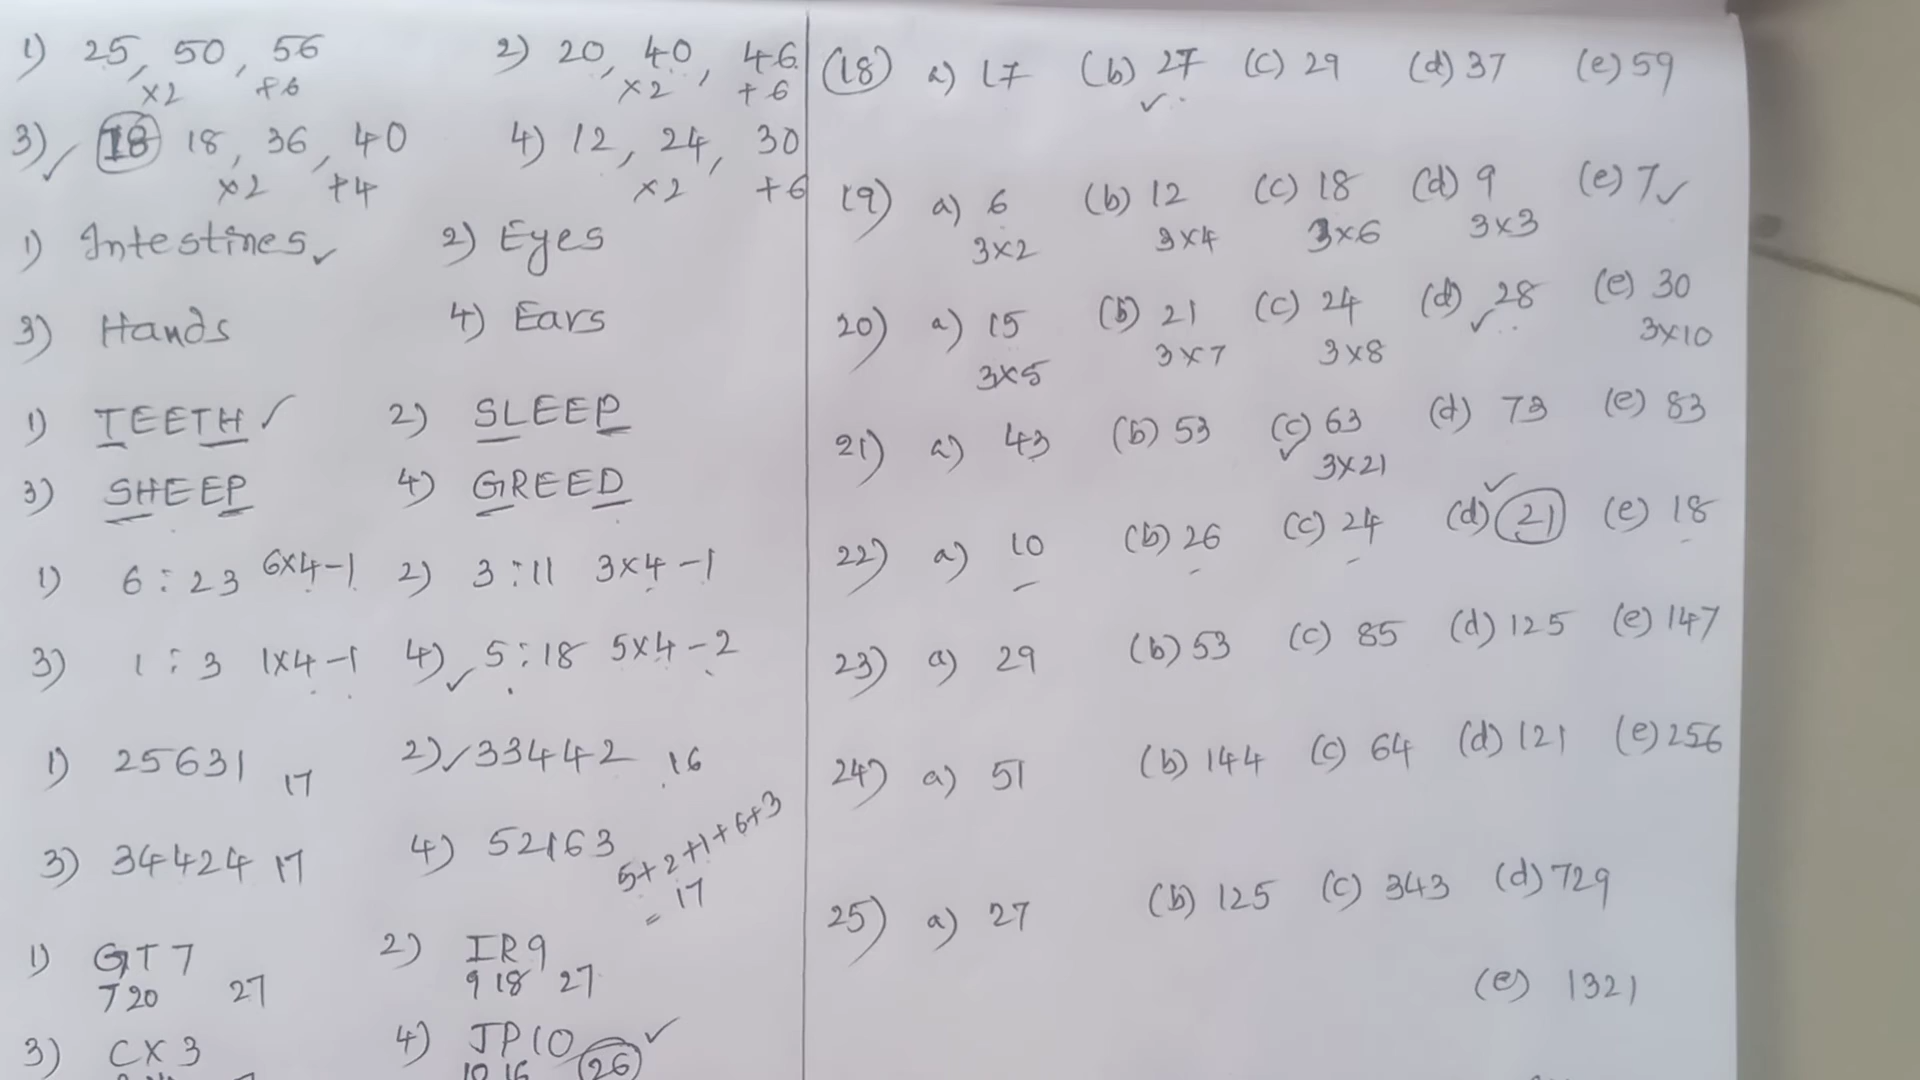 1) 25, 50, 56 2) 20, 40, 46
×2 +6 ×2 +6
3) 18 18, 36, 40 4) 12, 24, 30
×2 +4 ×2 +6
1) Intestines 2) Eyes
3) Hands 4) Ears
1) TEETH 2) SLEEP
3) SHEEP 4) GREED
1) 6:23 6×4-1 2) 3:11 3×4-1
3) 1:3 1×4-1 4) 5:18 5×4-2
1) 25631 17 2) 33442 16
3) 34424 17 4) 52163 5+2+1+6+3
= 17
1) GT7 2) IR9
7 20 27 9 18 27
3) CX3 4) JP10
10 16 26
(18) a) 17 (b) 27 (c) 29 (d) 37 (e) 59
19) a) 6 (b) 12 (c) 18 (d) 9 (e) 7
3×2 3×4 3×6 3×3
20) a) 15 (b) 21 (c) 24 (d) 28 (e) 30
3×5 3×7 3×8 3×10
21) a) 43 (b) 53 (c) 63 (d) 73 (e) 83
3×21
22) a) 10 (b) 26 (c) 24 (d) 21 (e) 18
23) a) 29 (b) 53 (c) 85 (d) 125 (e) 147
24) a) 51 (b) 144 (c) 64 (d) 121 (e) 256
25) a) 27 (b) 125 (c) 343 (d) 729
(e) 1321